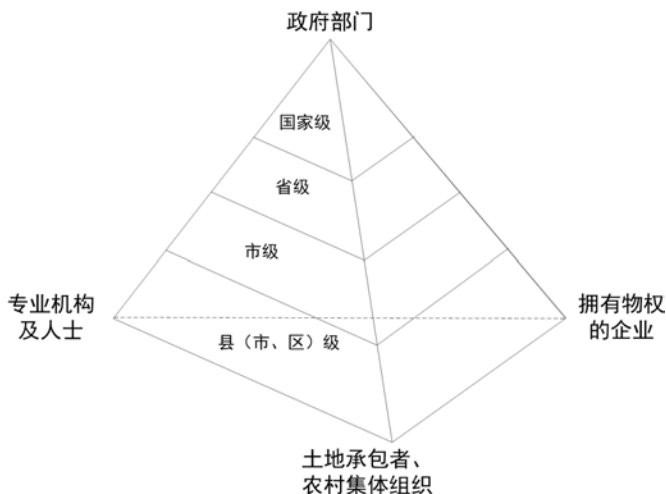 政府部门
国家级
省级
市级
专业机构
及人士
拥有物权
的企业
县（市、区）级
土地承包者、
农村集体组织